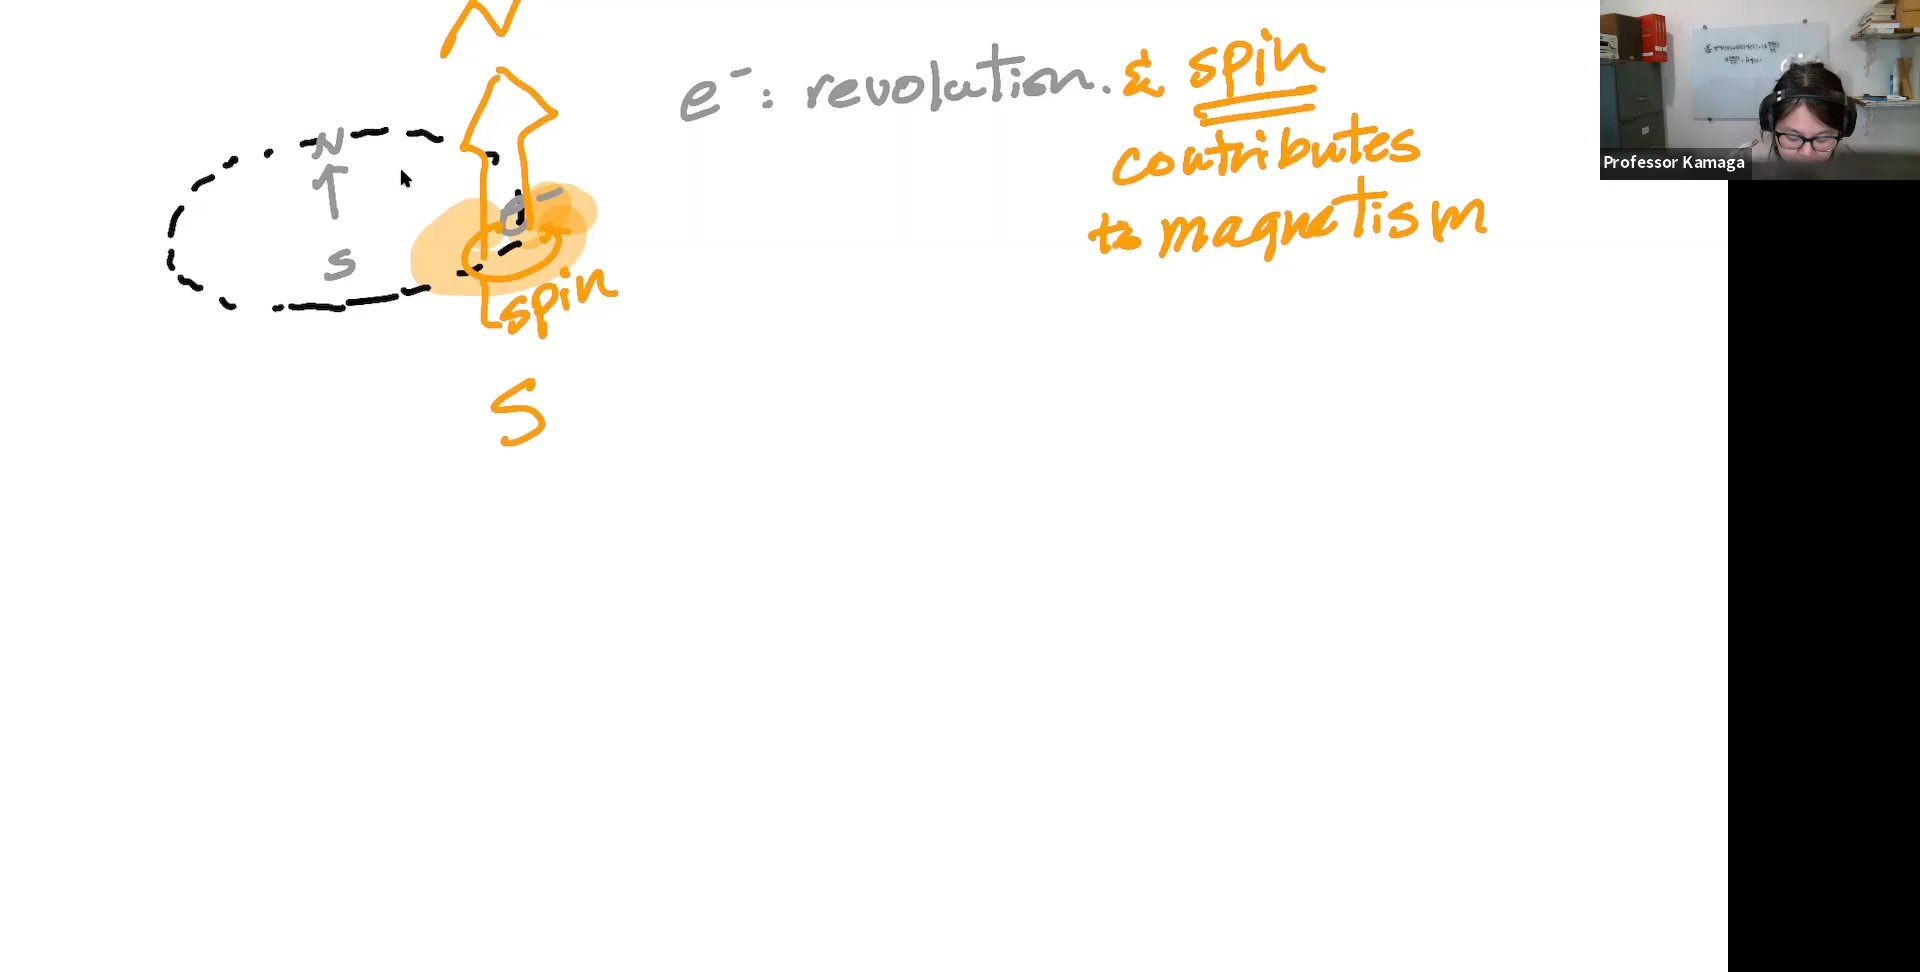 N
e⁻: revolution. & spin
contributes
to magnetism
N
S
e⁻
spin
S
Professor Kamaga